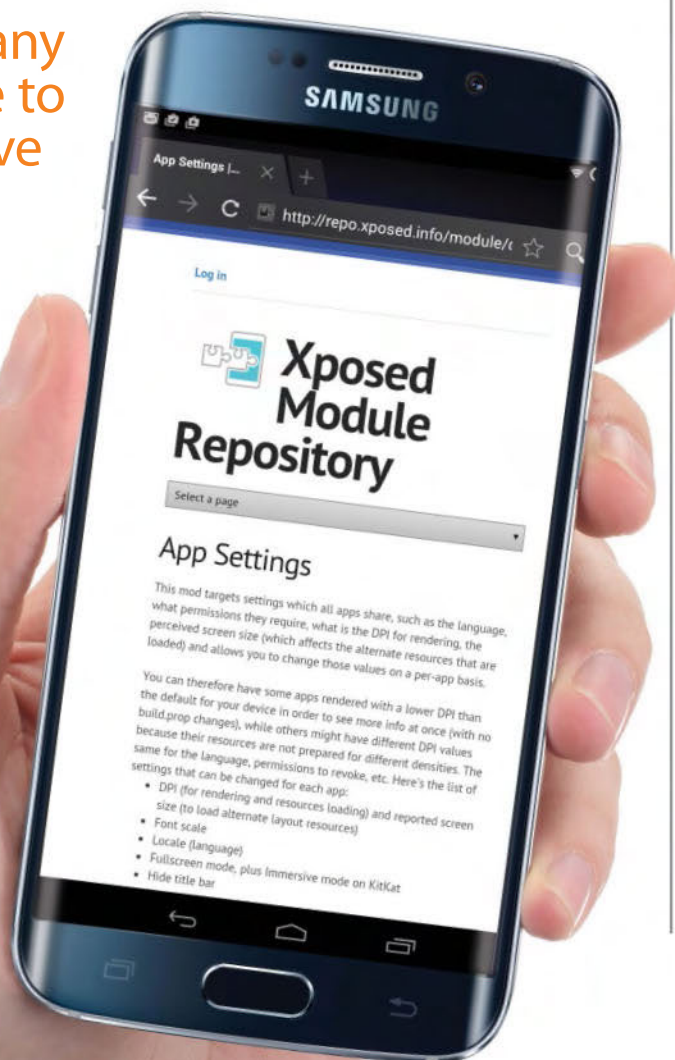 any
e to
ve
SAMSUNG
App Settings |...
http://repo.xposed.info/module/
Log in
Xposed
Module
Repository
Select a page
App Settings
This mod targets settings which all apps share, such as the language,
what permissions they require, what is the DPI for rendering, the
perceived screen size (which affects the alternate resources that are
loaded) and allows you to change those values on a per-app basis.
You can therefore have some apps rendered with a lower DPI than
the default for your device in order to see more info at once (with no
build.prop changes), while others might have different DPI values
because their resources are not prepared for different densities. The
same for the language, permissions to revoke, etc. Here's the list of
settings that can be changed for each app:
• DPI (for rendering and resources loading) and reported screen
size (to load alternate layout resources)
• Font scale
• Locale (language)
• Fullscreen mode, plus Immersive mode on KitKat
• Hide title bar